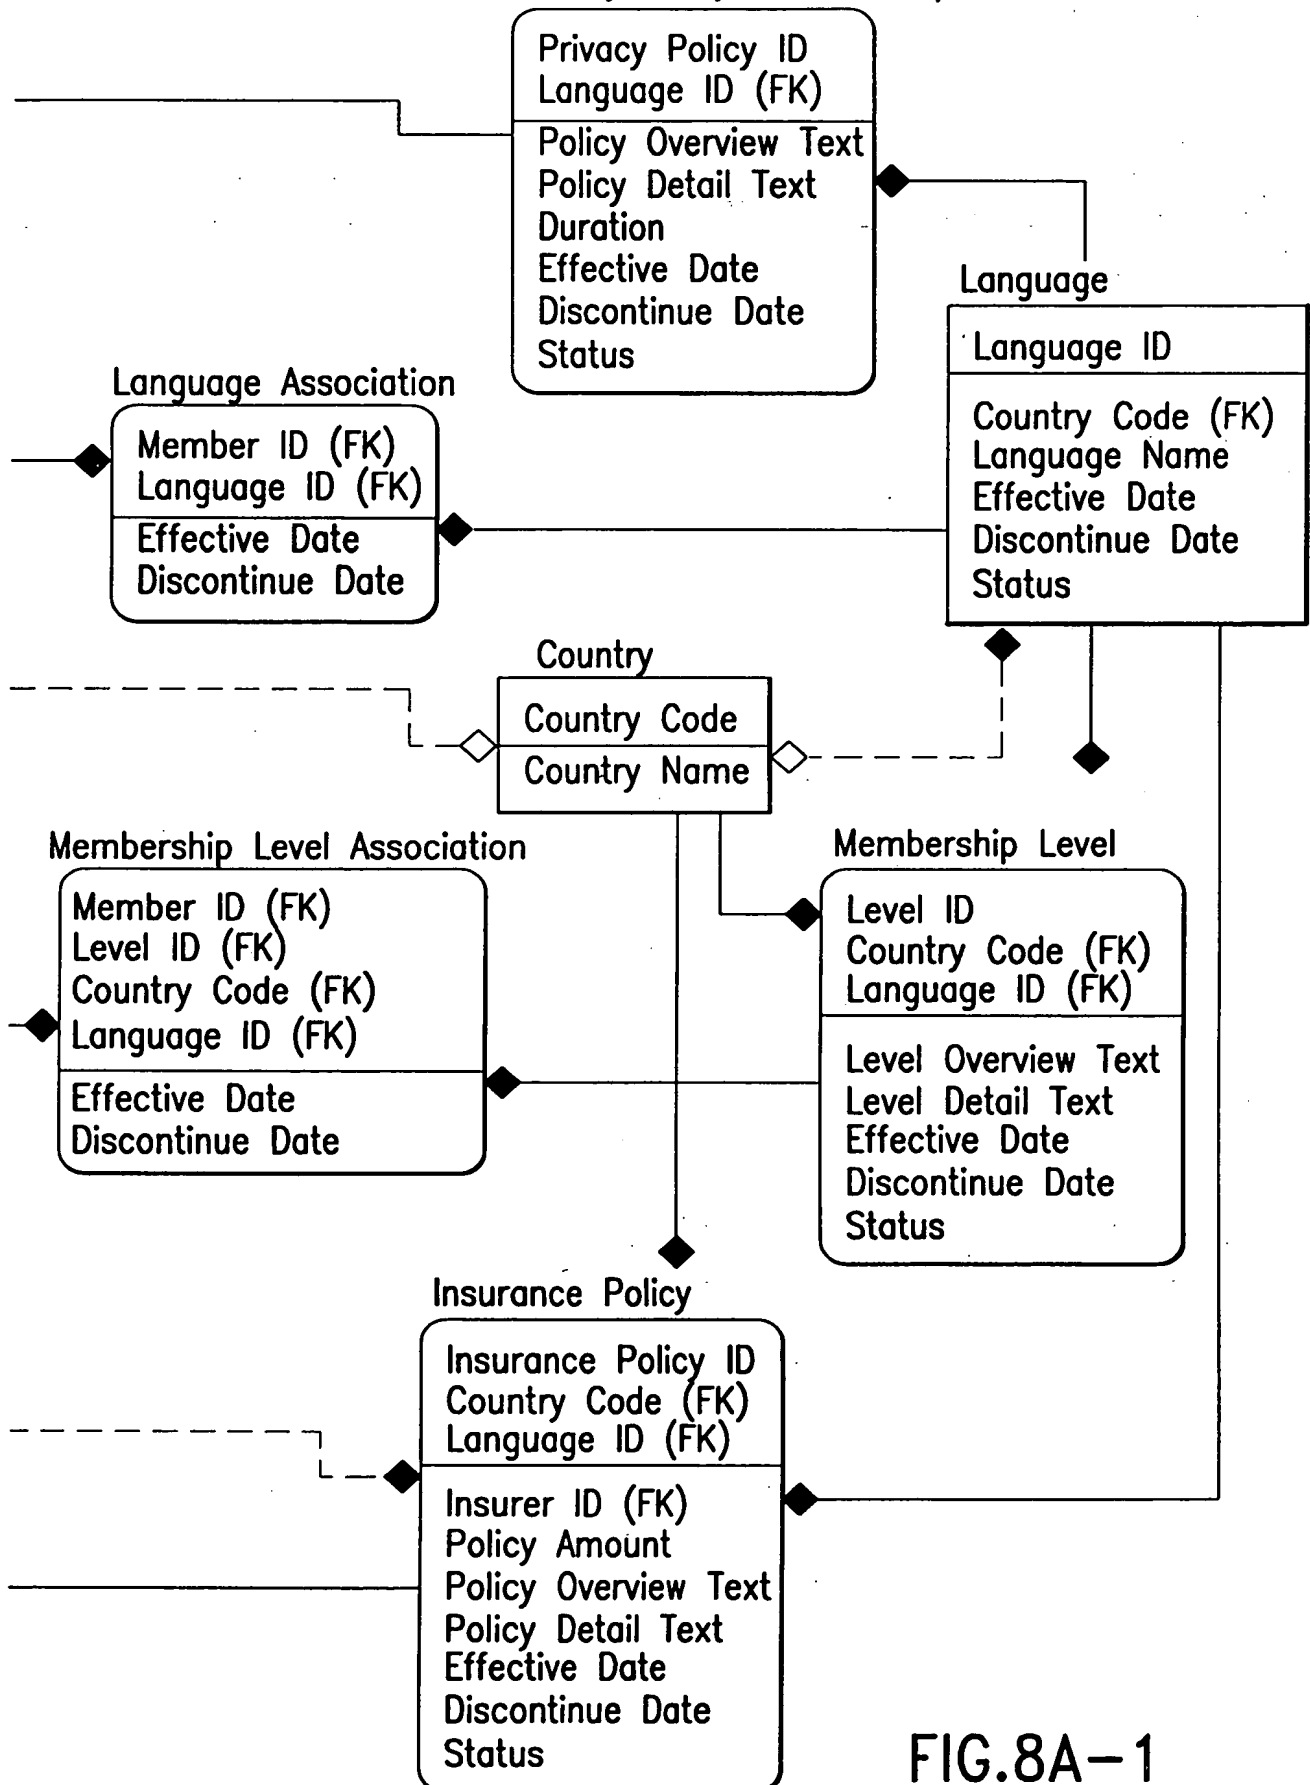 Privacy Policy ID
Language ID (FK)
Policy Overview Text
Policy Detail Text
Duration
Effective Date
Discontinue Date
Status
Language
Language ID
Country Code (FK)
Language Name
Effective Date
Discontinue Date
Status
Language Association
Member ID (FK)
Language ID (FK)
Effective Date
Discontinue Date
Country
Country Code
Country Name
Membership Level Association
Member ID (FK)
Level ID (FK)
Country Code (FK)
Language ID (FK)
Effective Date
Discontinue Date
Membership Level
Level ID
Country Code (FK)
Language ID (FK)
Level Overview Text
Level Detail Text
Effective Date
Discontinue Date
Status
Insurance Policy
Insurance Policy ID
Country Code (FK)
Language ID (FK)
Insurer ID (FK)
Policy Amount
Policy Overview Text
Policy Detail Text
Effective Date
Discontinue Date
Status
FIG.8A-1